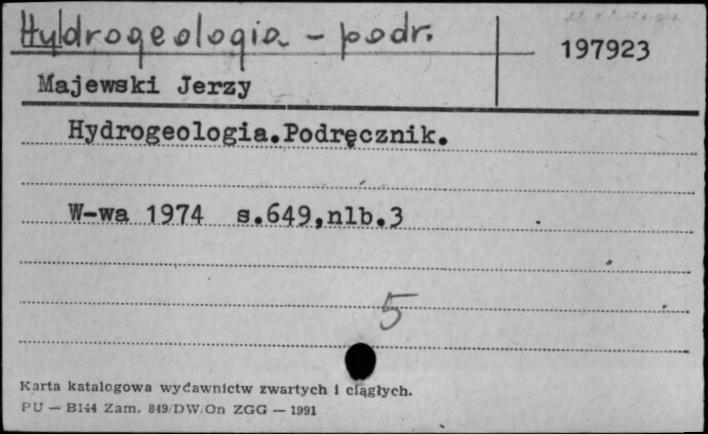 Hydrogeologia - podr.
197923
Majewski Jerzy
Hydrogeologia.Podręcznik.
W-wa 1974 s.649,nlb.3
5
Karta katalogowa wydawnictw zwartych i ciągłych.
PU — B144 Zam. 849/DW/On ZGG — 1991